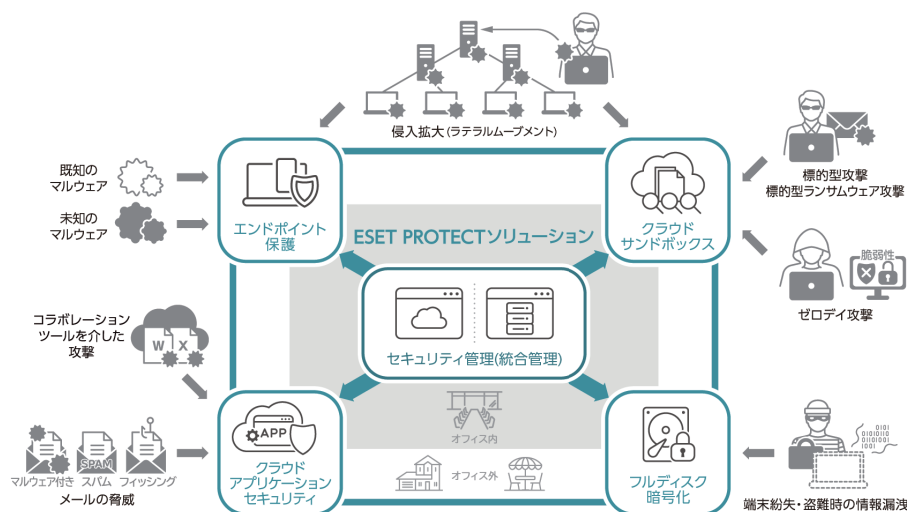 侵入拡大(ラテラルムーブメント)
既知の
マルウェア
未知の
マルウェア
エンドポイント
保護
ESET PROTECTソリューション
クラウド
サンドボックス
標的型攻撃
標的型ランサムウェア攻撃
脆弱性
ゼロデイ攻撃
コラボレーション
ツールを介した
攻撃
W X
セキュリティ管理(統合管理)
オフィス内
APP
クラウド
アプリケーション
セキュリティ
SPAM
マルウェア付き スパム フィッシング
メールの脅威
オフィス外
フルディスク
暗号化
0101
01011010
0101001
001
端末紛失・盗難時の情報漏洩